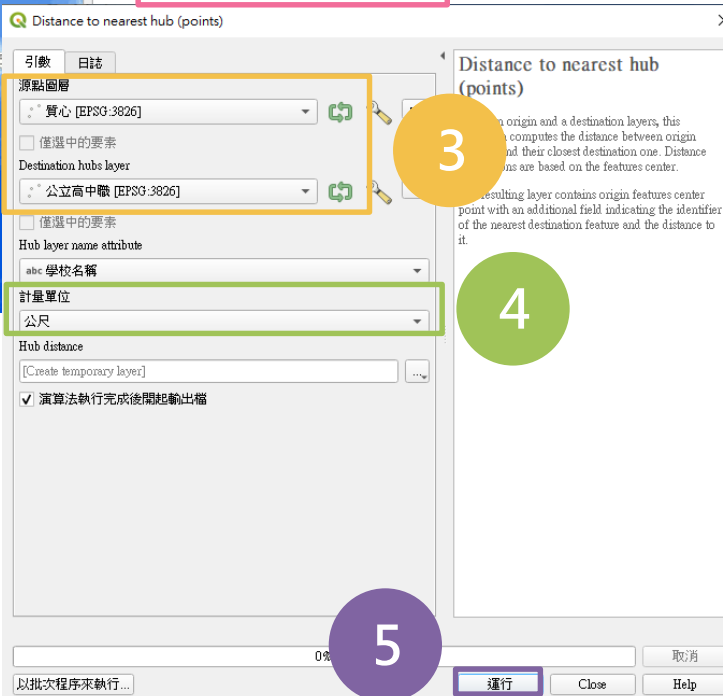 Distance to nearest hub (points)
引數 日誌
源點圖層
質心 [EPSG:3826]
僅選中的要素
Destination hubs layer
公立高中職 [EPSG:3826]
僅選中的要素
Hub layer name attribute
abc 學校名稱
計量單位
公尺
Hub distance
[Create temporary layer]
...
演算法執行完成後開起輸出檔
3
4
Distance to nearest hub
(points)
origin and a destination layers, this
computes the distance between origin
and their closest destination one. Distance
are based on the features center.
resulting layer contains origin features center
point with an additional field indicating the identifier
of the nearest destination feature and the distance to
it.
5
0%
取消
以批次程序來執行...
運行
Close
Help